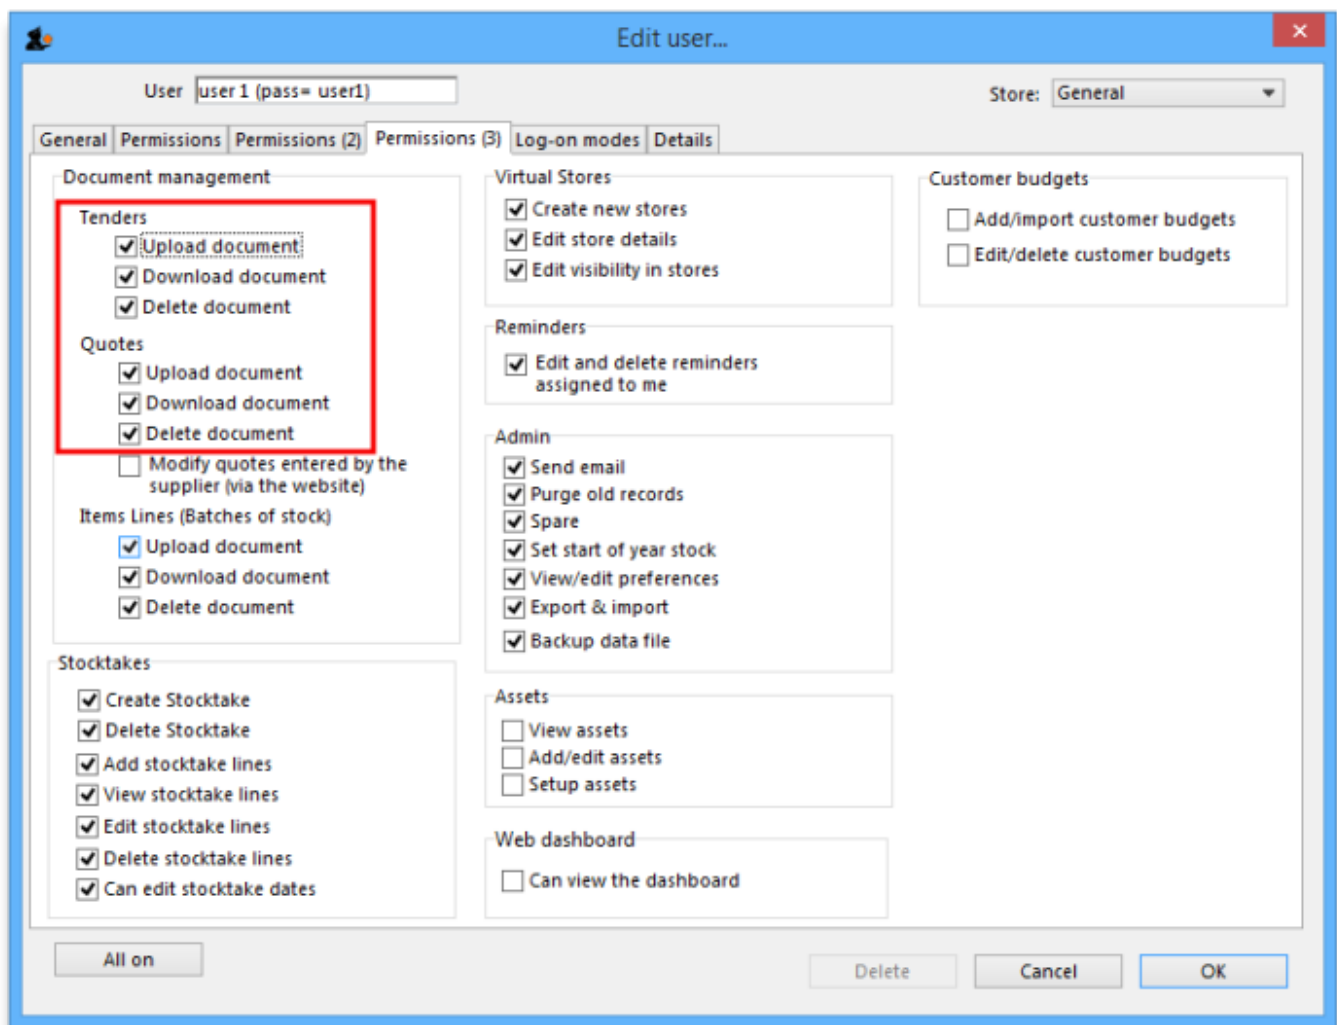 Edit user...
User user 1 (pass= user1)
Store: General
General Permissions Permissions (2) Permissions (3) Log-on modes Details
Document management
Tenders
Upload document
Download document
Delete document
Quotes
Upload document
Download document
Delete document
Modify quotes entered by the
supplier (via the website)
Items Lines (Batches of stock)
Upload document
Download document
Delete document
Stocktakes
Create Stocktake
Delete Stocktake
Add stocktake lines
View stocktake lines
Edit stocktake lines
Delete stocktake lines
Can edit stocktake dates
Virtual Stores
Create new stores
Edit store details
Edit visibility in stores
Reminders
Edit and delete reminders
assigned to me
Admin
Send email
Purge old records
Spare
Set start of year stock
View/edit preferences
Export & import
Backup data file
Assets
View assets
Add/edit assets
Setup assets
Web dashboard
Can view the dashboard
Customer budgets
Add/import customer budgets
Edit/delete customer budgets
All on
Delete
Cancel
OK